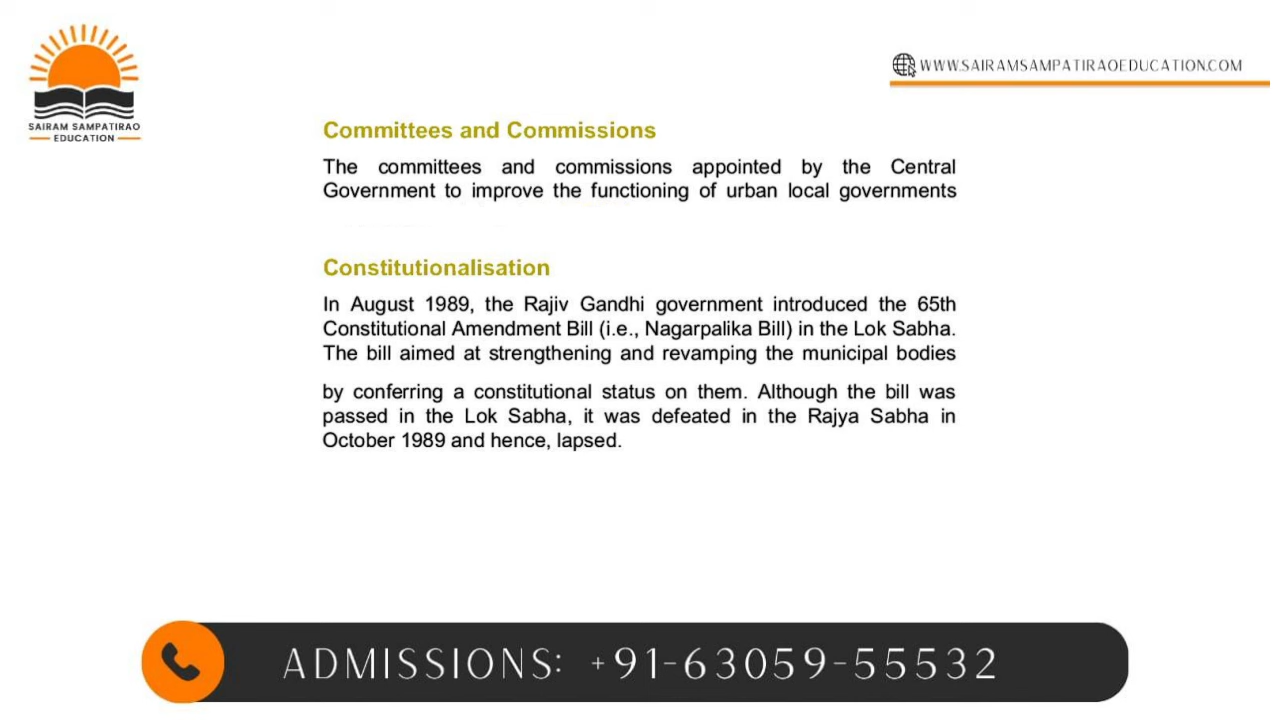 SAIRAM SAMPATIRAO
EDUCATION
WWW.SAIRAMSAMPATIRAOEDUCATION.COM
Committees and Commissions
The committees and commissions appointed by the Central
Government to improve the functioning of urban local governments
Constitutionalisation
In August 1989, the Rajiv Gandhi government introduced the 65th
Constitutional Amendment Bill (i.e., Nagarpalika Bill) in the Lok Sabha.
The bill aimed at strengthening and revamping the municipal bodies
by conferring a constitutional status on them. Although the bill was
passed in the Lok Sabha, it was defeated in the Rajya Sabha in
October 1989 and hence, lapsed.
ADMISSIONS: +91-63059-55532